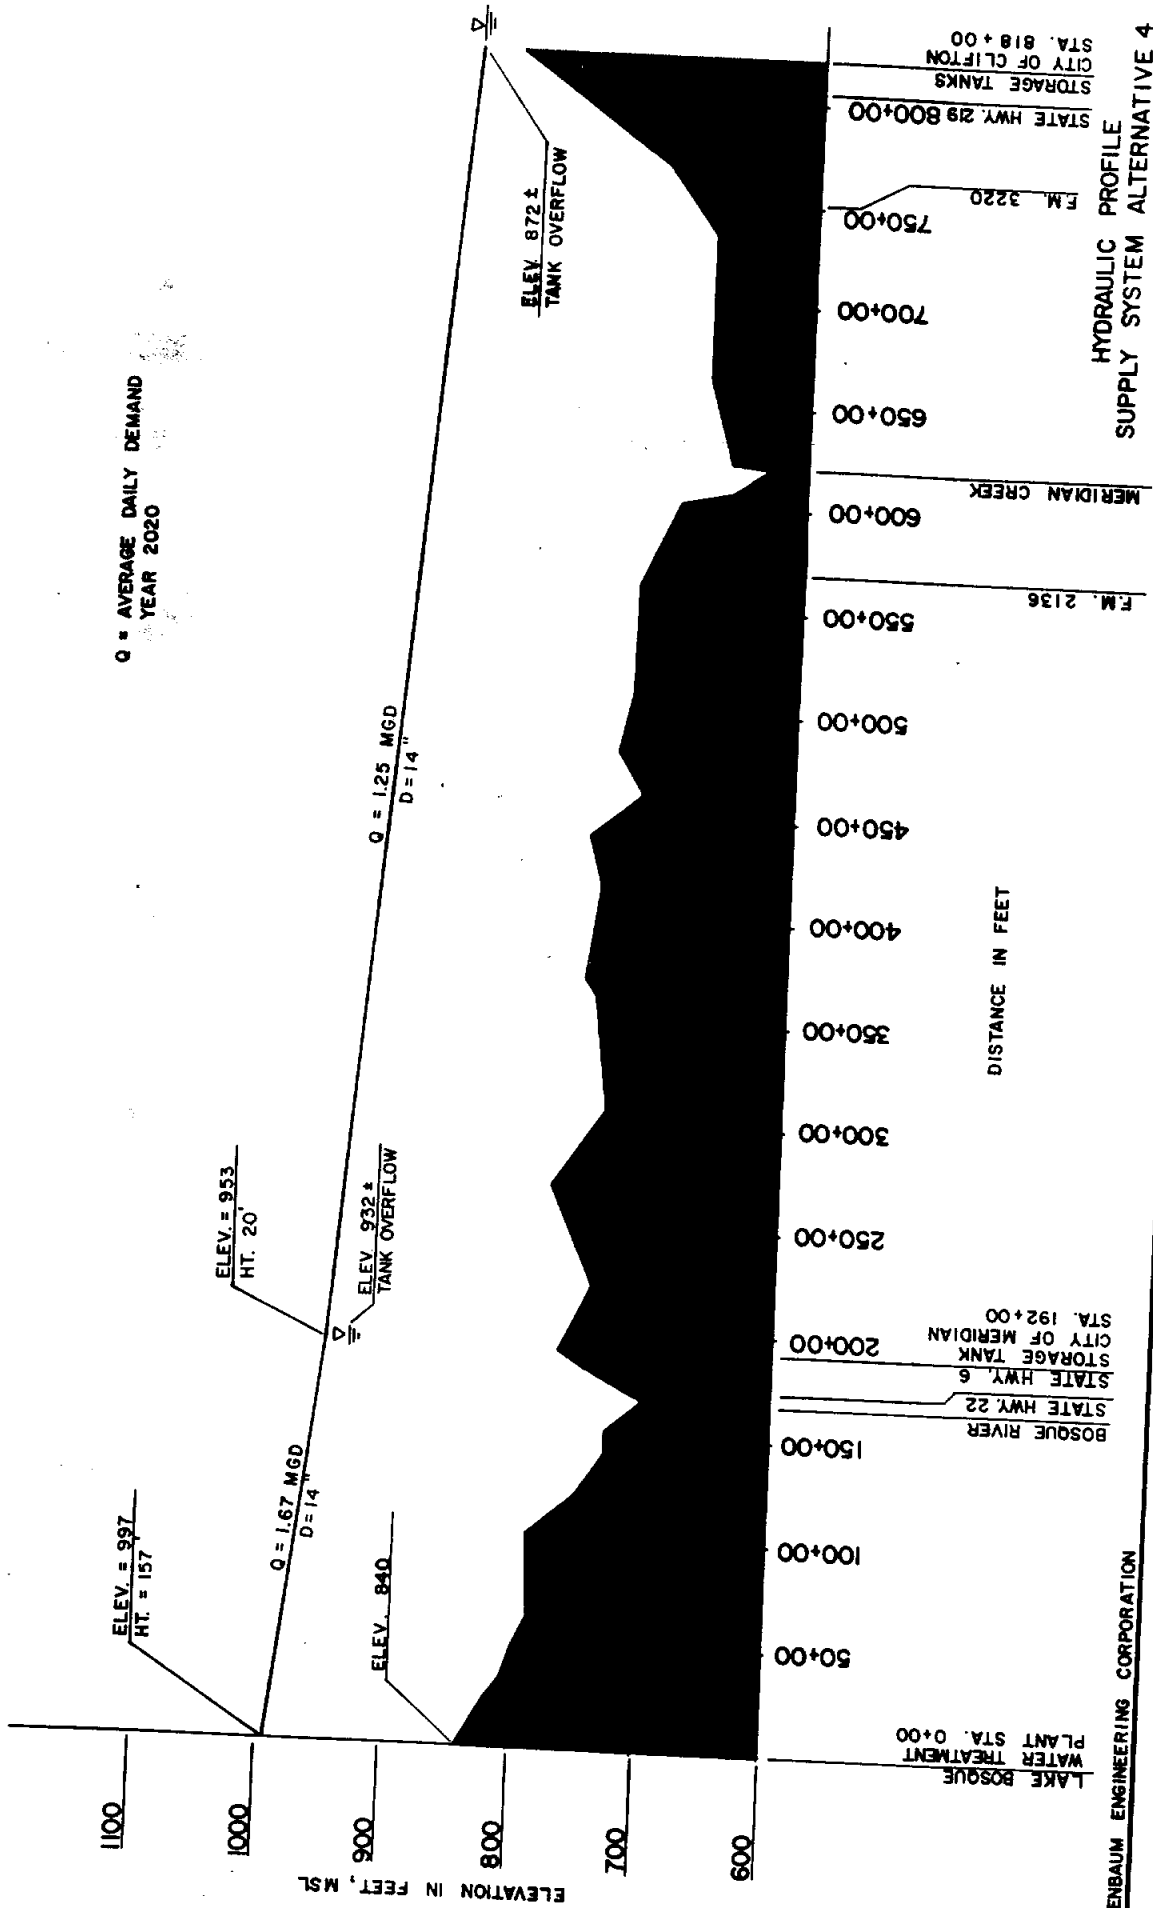 Q = AVERAGE DAILY DEMAND
YEAR 2020
ELEV. = 997
HT. = 157'
Q = 1.67 MGD
D = 14"
ELEV. = 953
HT. 20'
ELEV. 932 ±
TANK OVERFLOW
Q = 1.25 MGD
D = 14"
ELEV. 872 ±
TANK OVERFLOW
ELEV. 840
ELEVATION IN FEET, MSL
1100
1000
900
800
700
600
50+00
100+00
150+00
200+00
250+00
300+00
350+00
400+00
450+00
500+00
550+00
600+00
650+00
700+00
750+00
800+00
LAKE BOSQUE
WATER TREATMENT
PLANT STA. 0+00
BOSQUE RIVER
STATE HWY. 22
STATE HWY. 6
STORAGE TANK
CITY OF MERIDIAN
STA. 192+00
F.M. 2136
MERIDIAN CREEK
F.M. 3220
STATE HWY. 219
STORAGE TANKS
CITY OF CLIFTON
STA. 818+00
DISTANCE IN FEET
HYDRAULIC PROFILE
SUPPLY SYSTEM ALTERNATIVE 4
ENBAUM ENGINEERING CORPORATION